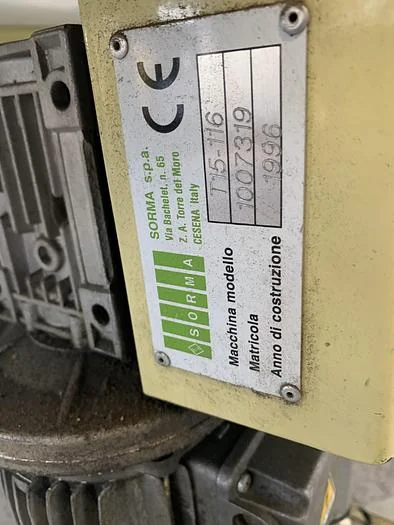 SORMA
SORMA s.p.a.
Via Bachelet, n. 65
Z. A. Torre del Moro
CESENA Italy
CE
Macchina modello T15-116
Matricola 1007319
Anno di costruzione 1996